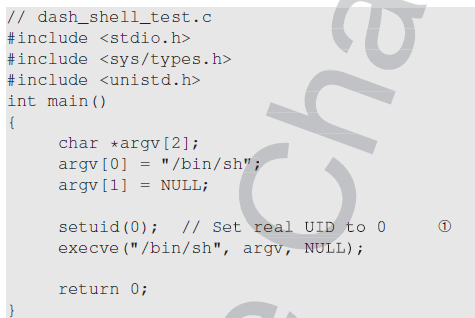 // dash_shell_test.c
#include <stdio.h>
#include <sys/types.h>
#include <unistd.h>
int main()
{
     char *argv[2];
     argv[0] = "/bin/sh";
     argv[1] = NULL;

     setuid(0);  // Set real UID to 0     ①
     execve("/bin/sh", argv, NULL);

     return 0;
}
Cha